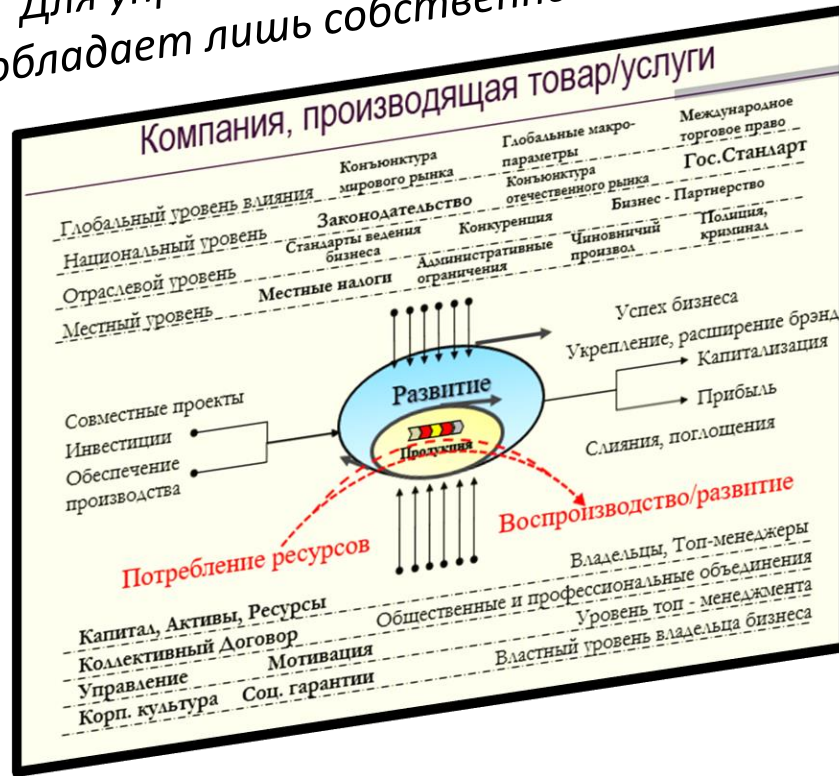 Для
обладает лишь
Компания, производящая товар/услуги
Глобальный уровень влияния
Конъюнктура
мирового рынка
Глобальные макро-
параметры
Международное
торговое право
Национальный уровень
Законодательство
Конъюнктура
отечественного рынка
Гос.Стандарт
Отраслевой уровень
Стандарты ведения
бизнеса
Конкуренция
Бизнес - Партнерство
Местный уровень
Местные налоги
Административные
ограничения
Чиновничий
произвол
Полиция,
криминал
Успех бизнеса
Укрепление, расширение брэнд
Капитализация
Прибыль
Слияния, поглощения
Развитие
Продукция
Совместные проекты
Инвестиции
Обеспечение
производства
Потребление ресурсов
Воспроизводство/развитие
Капитал, Активы, Ресурсы
Владельцы, Топ-менеджеры
Коллективный Договор
Общественные и профессиональные объединения
Управление
Мотивация
Уровень топ - менеджмента
Корп. культура
Соц. гарантии
Властный уровень владельца бизнеса